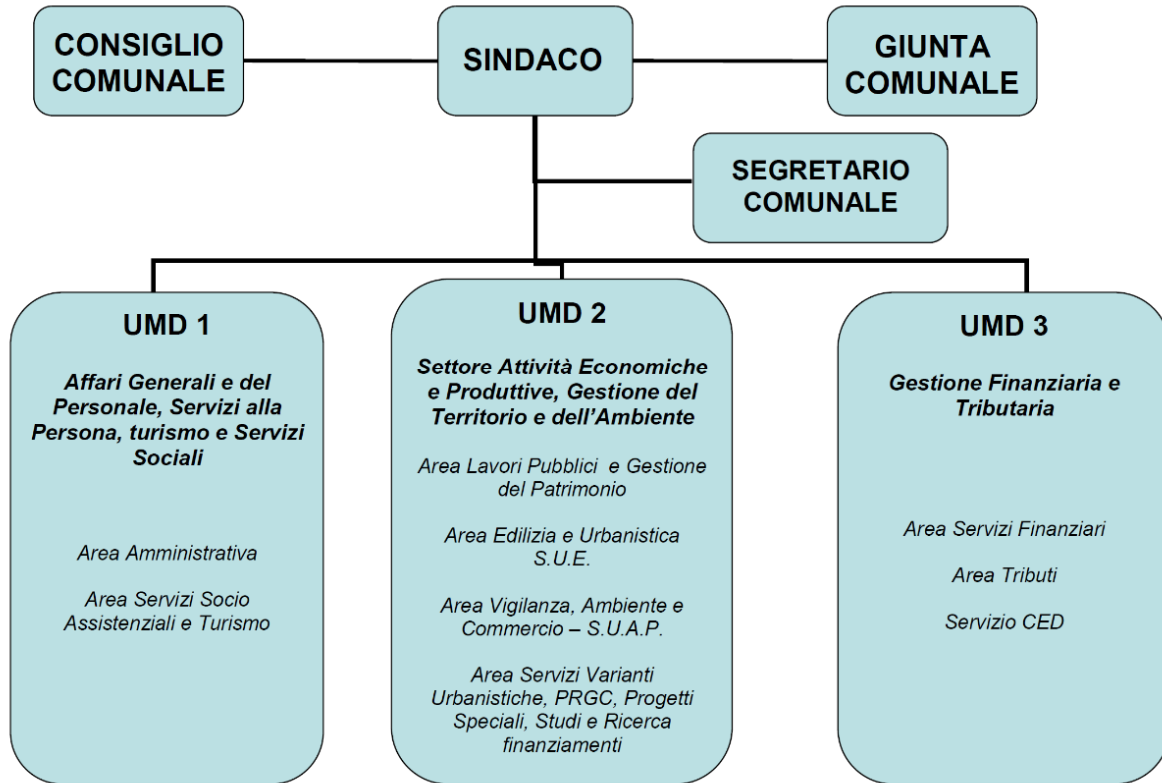 CONSIGLIO
COMUNALE
SINDACO
GIUNTA
COMUNALE
SEGRETARIO
COMUNALE
UMD 1
Affari Generali e del
Personale, Servizi alla
Persona, turismo e Servizi
Sociali
Area Amministrativa
Area Servizi Socio
Assistenziali e Turismo
UMD 2
Settore Attività Economiche
e Produttive, Gestione del
Territorio e dell'Ambiente
Area Lavori Pubblici e Gestione
del Patrimonio
Area Edilizia e Urbanistica
S.U.E.
Area Vigilanza, Ambiente e
Commercio – S.U.A.P.
Area Servizi Varianti
Urbanistiche, PRGC, Progetti
Speciali, Studi e Ricerca
finanziamenti
UMD 3
Gestione Finanziaria e
Tributaria
Area Servizi Finanziari
Area Tributi
Servizio CED